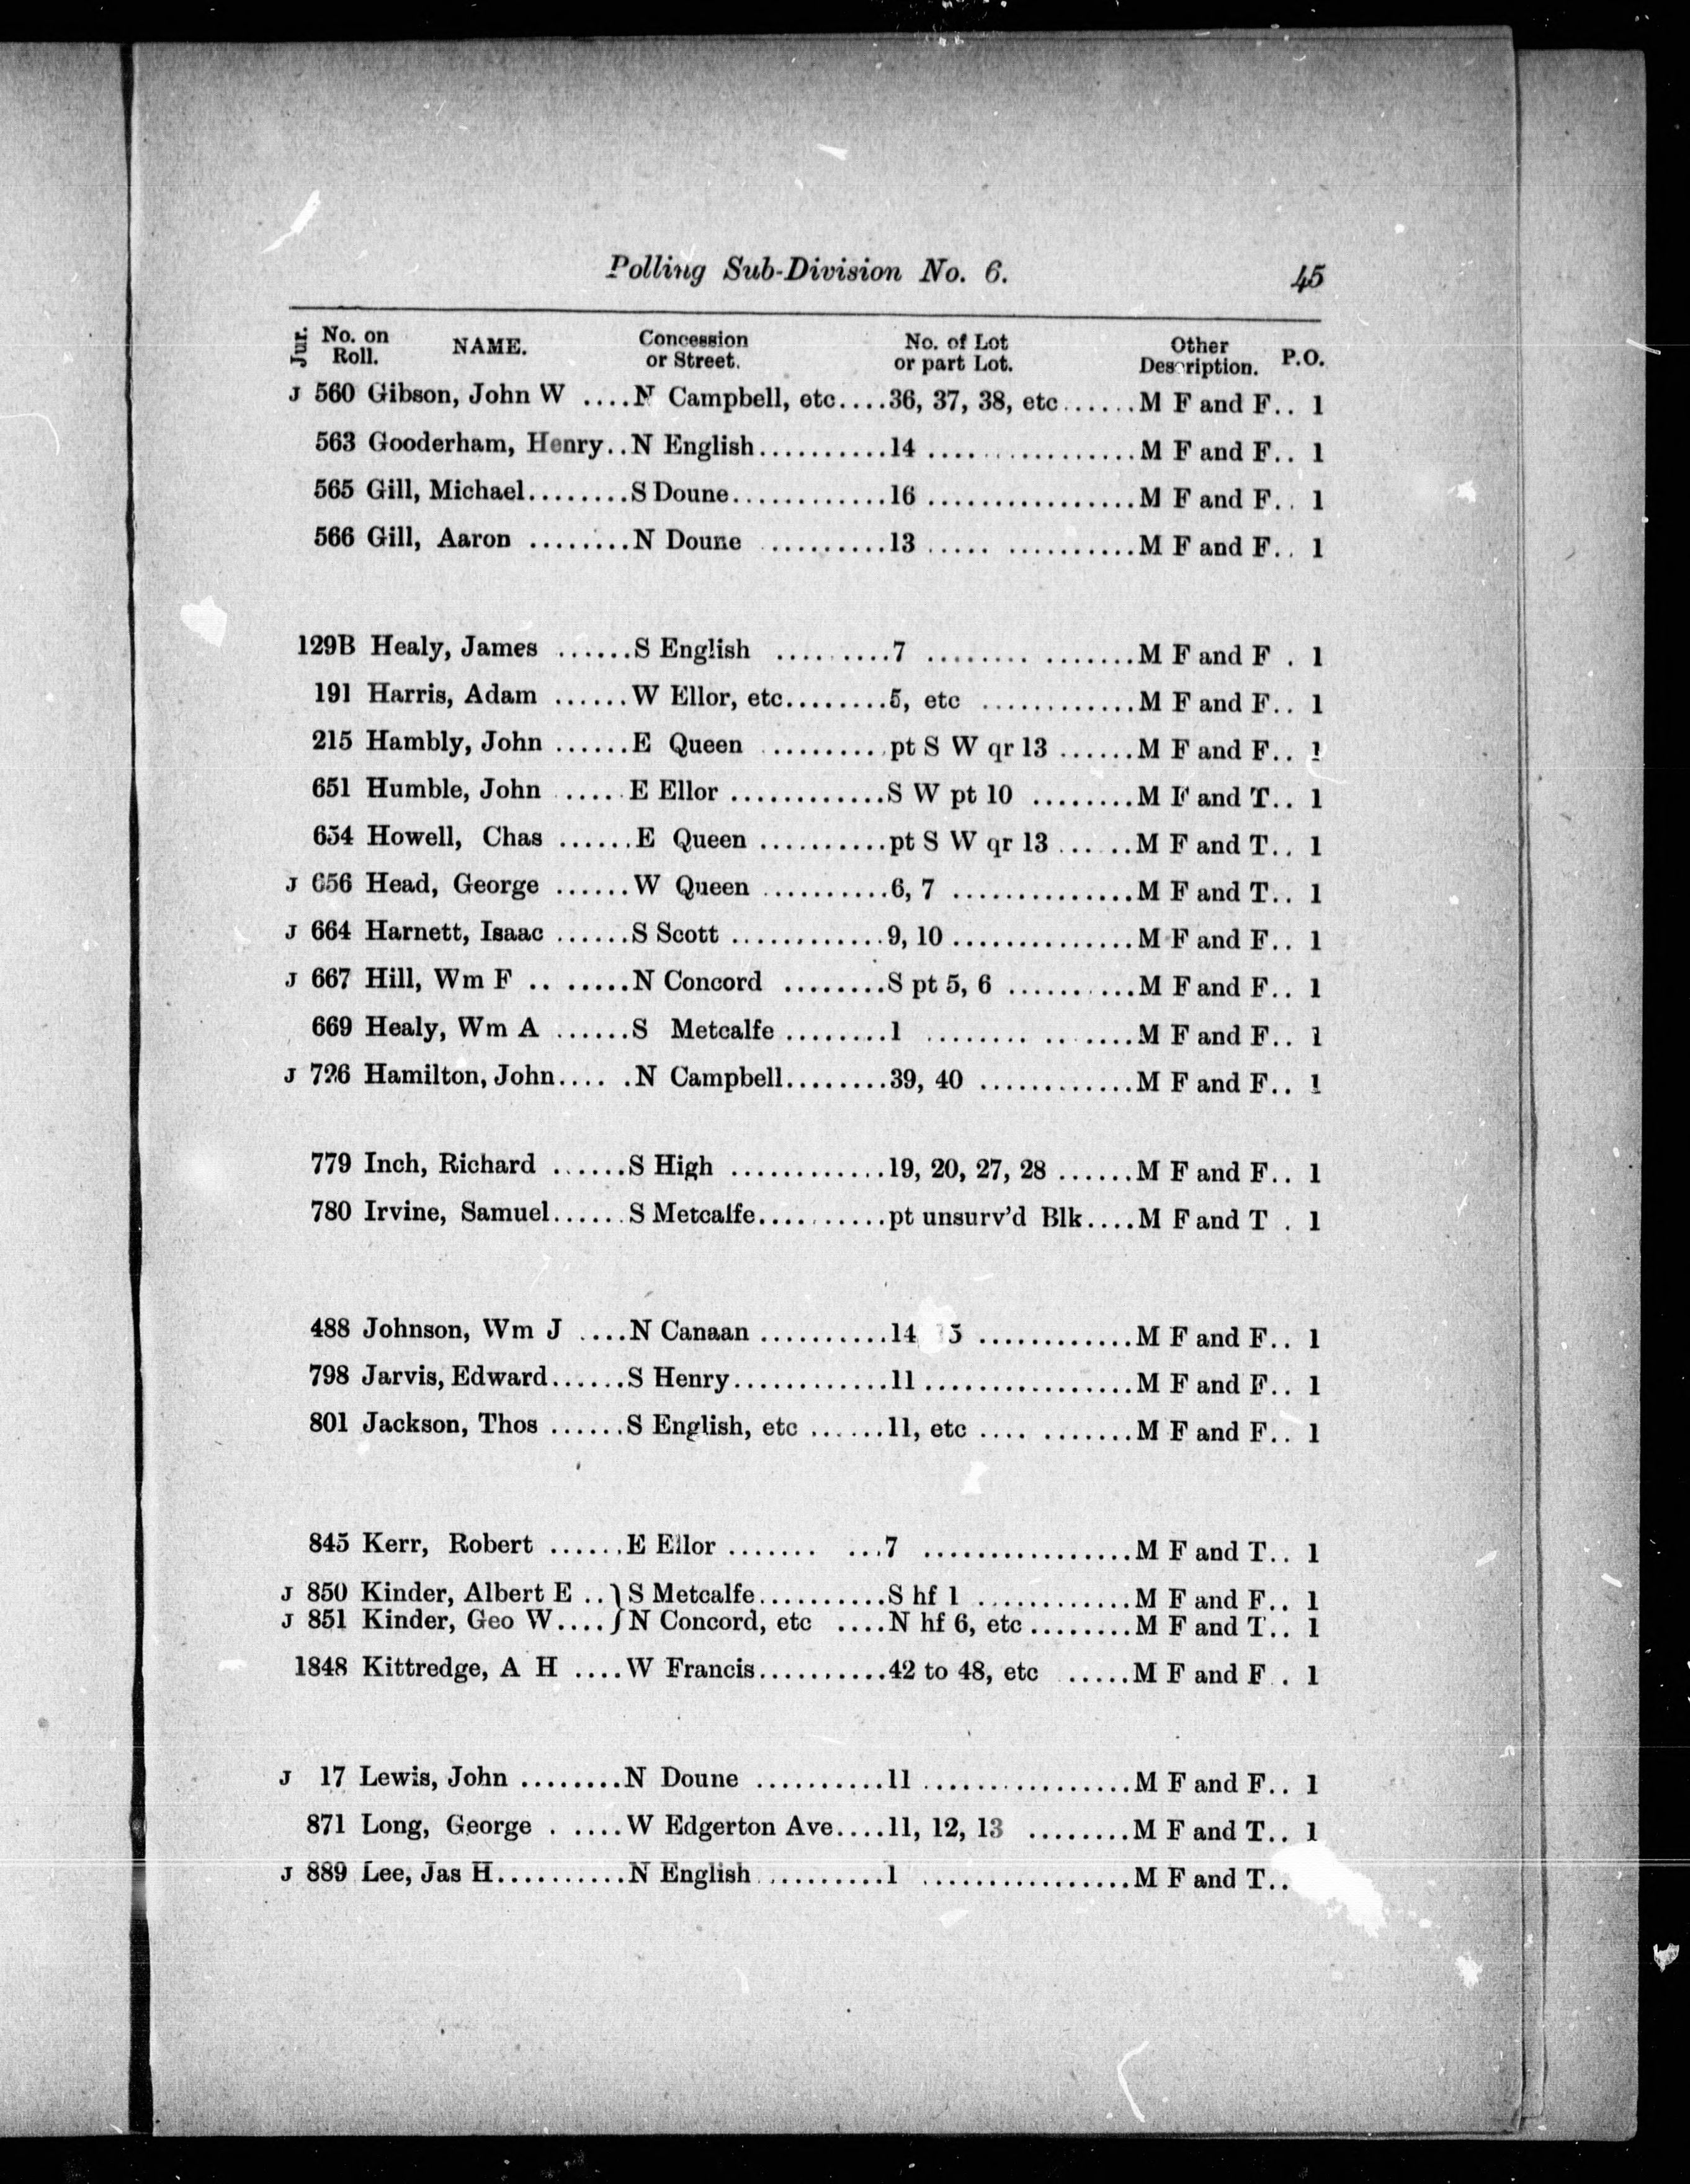 Polling Sub-Division No. 6. 45
Jur. No. on Roll. NAME. Concession or Street. No. of Lot or part Lot. Other Description. P.O.
J 560 Gibson, John W ....N Campbell, etc....36, 37, 38, etc......M F and F.. 1
563 Gooderham, Henry..N English..........14 ................M F and F.. 1
565 Gill, Michael........S Doune............16 ................M F and F.. 1
566 Gill, Aaron ........N Doune ..........13 ..... ..........M F and F.. 1
129B Healy, James ......S English .........7 ........ .......M F and F . 1
191 Harris, Adam ......W Ellor, etc........5, etc ............M F and F.. 1
215 Hambly, John ......E Queen ..........pt S W qr 13 ......M F and F.. 1
651 Humble, John .....E Ellor ............S W pt 10 ........M F and T.. 1
654 Howell, Chas ......E Queen ..........pt S W qr 13 ... ..M F and T.. 1
J 656 Head, George ......W Queen ..........6, 7 ..............M F and T.. 1
J 664 Harnett, Isaac ......S Scott ............9, 10 ..............M F and F.. 1
J 667 Hill, Wm F .. ......N Concord ........S pt 5, 6 ..........M F and F.. 1
669 Healy, Wm A ......S Metcalfe ........1 ........ .. ....M F and F.. 1
J 726 Hamilton, John.... .N Campbell........39, 40 ............M F and F.. 1
779 Inch, Richard ......S High ............19, 20, 27, 28 ......M F and F.. 1
780 Irvine, Samuel......S Metcalfe..........pt unsurv'd Blk....M F and T . 1
488 Johnson, Wm J ....N Canaan ..........14 5 ............M F and F.. 1
798 Jarvis, Edward......S Henry............11 ................M F and F.. 1
801 Jackson, Thos ......S English, etc ......11, etc .... .......M F and F.. 1
845 Kerr, Robert ......E Ellor ....... ...7 ................M F and T.. 1
J 850 Kinder, Albert E ..} S Metcalfe..........S hf 1 ............M F and F.. 1
J 851 Kinder, Geo W....} N Concord, etc ....N hf 6, etc ........M F and T.. 1
1848 Kittredge, A H ....W Francis..........42 to 48, etc .....M F and F . 1
J 17 Lewis, John ........N Doune ..........11 ................M F and F.. 1
871 Long, George . ....W Edgerton Ave....11, 12, 13 ........M F and T.. 1
J 889 Lee, Jas H..........N English ..........1 ................M F and T..